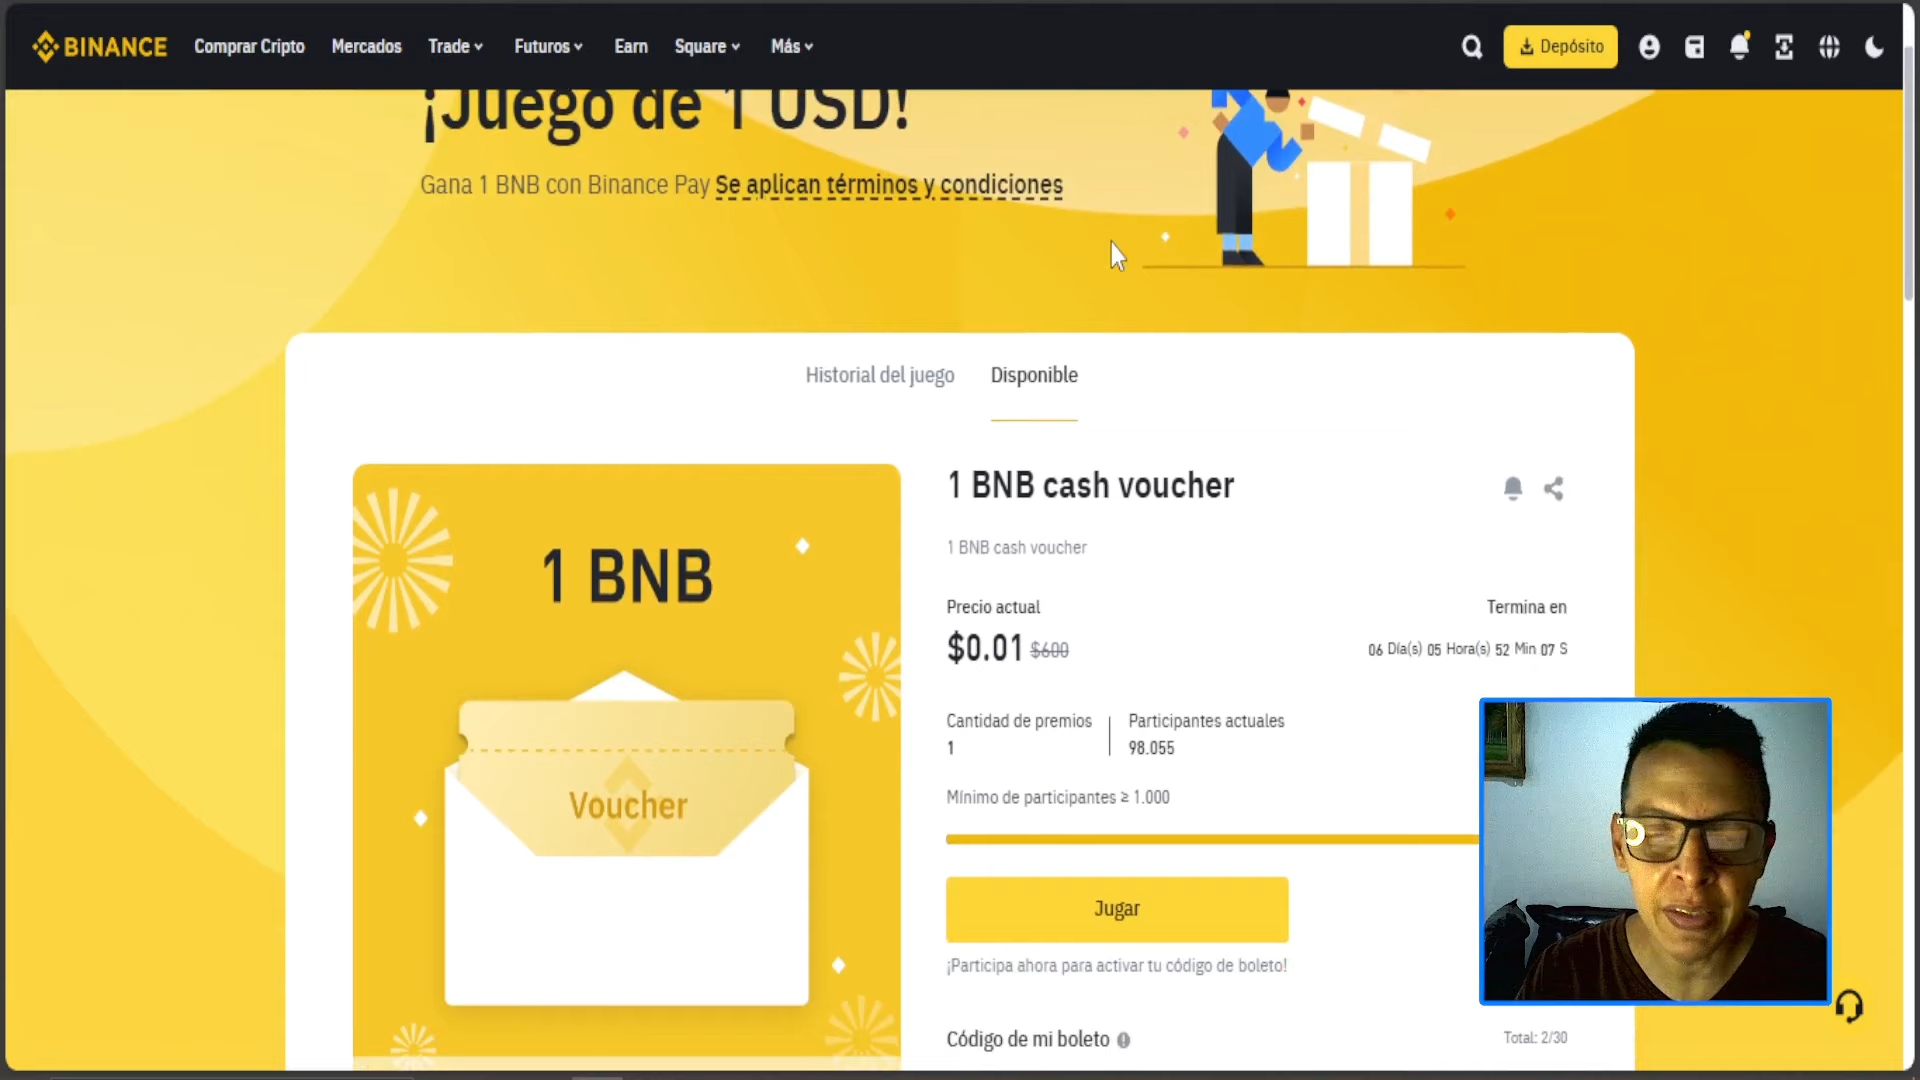 BINANCE
Comprar Cripto
Mercados
Trade
Futuros
Earn
Square
Más
Depósito
¡Juego de 1 USD!
Gana 1 BNB con Binance Pay Se aplican términos y condiciones
Historial del juego
Disponible
1 BNB
Voucher
1 BNB cash voucher
1 BNB cash voucher
Precio actual
Termina en
$0.01 $600
06 Día(s) 05 Hora(s) 52 Min 07 S
Cantidad de premios
Participantes actuales
1
98.055
Mínimo de participantes ≥ 1.000
Jugar
¡Participa ahora para activar tu código de boleto!
Código de mi boleto
Total: 2/30